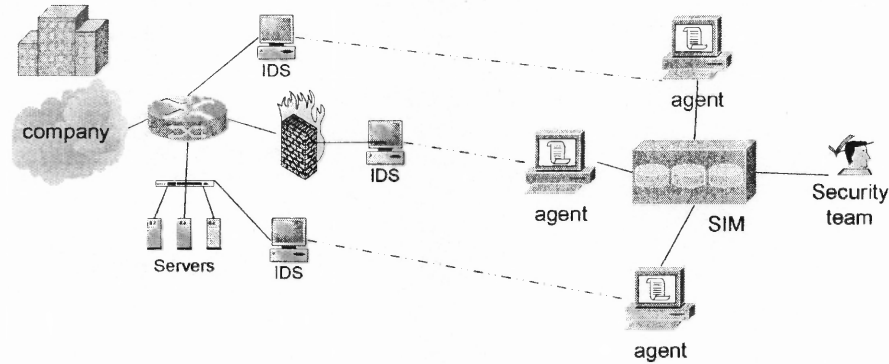 IDS
agent
company
IDS
agent
SIM
Security
team
Servers
IDS
agent